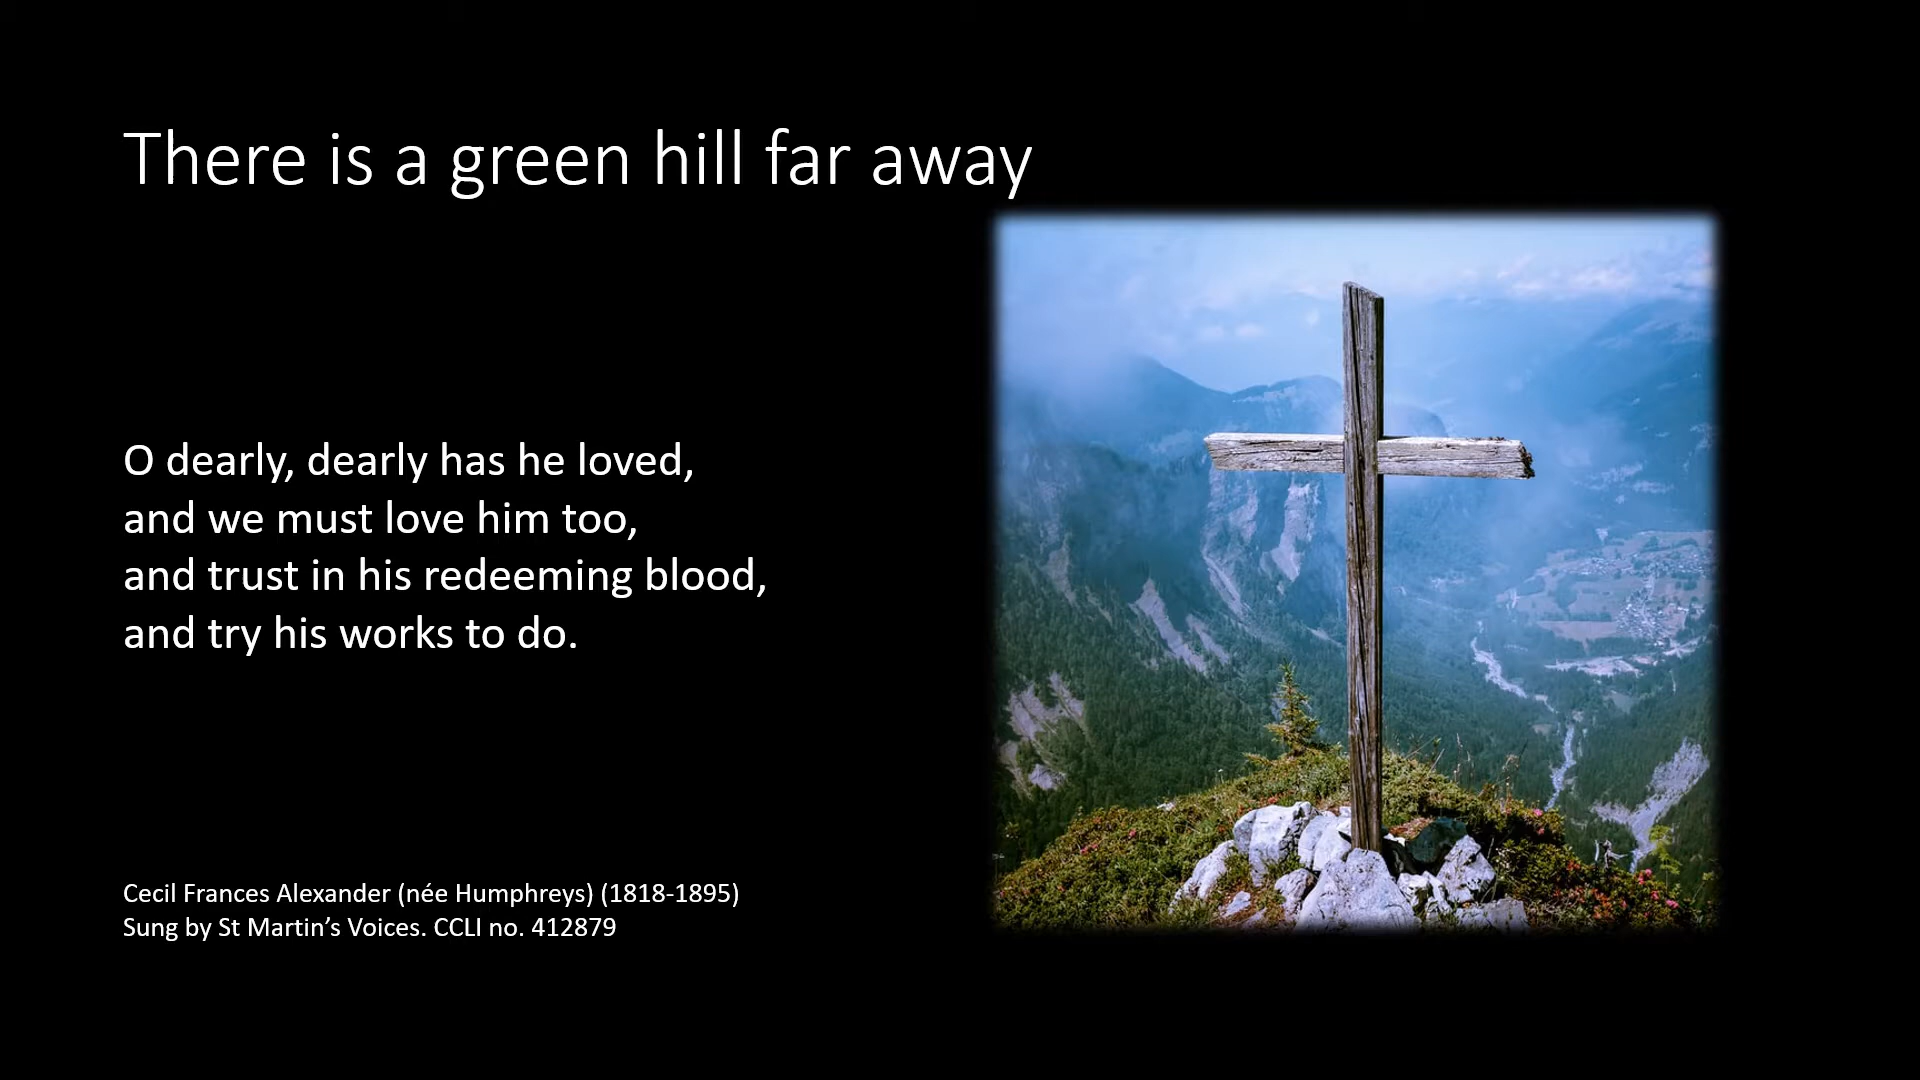 There is a green hill far away
O dearly, dearly has he loved,
and we must love him too,
and trust in his redeeming blood,
and try his works to do.
Cecil Frances Alexander (née Humphreys) (1818-1895)
Sung by St Martin’s Voices. CCLI no. 412879